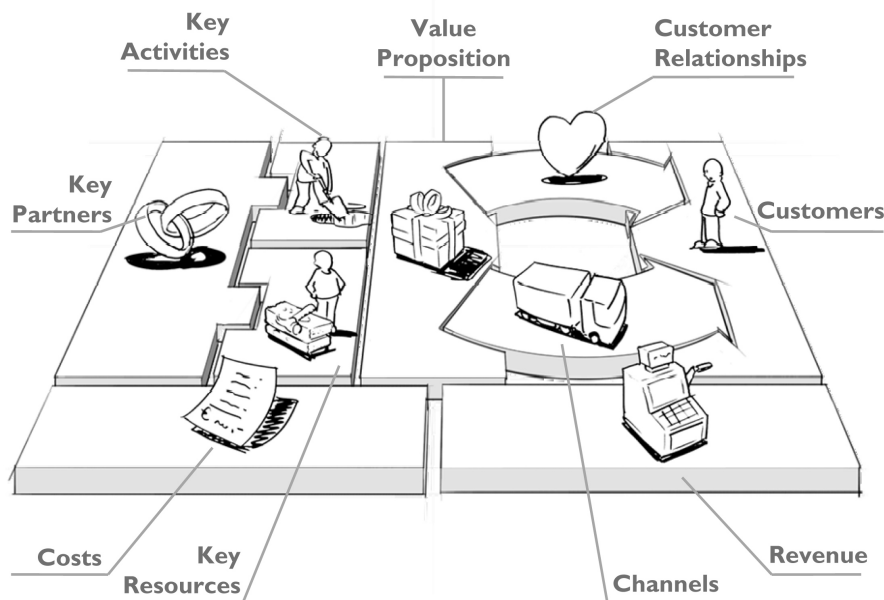 Key
Activities
Value
Proposition
Customer
Relationships
Key
Partners
Customers
Costs
Key
Resources
Channels
Revenue